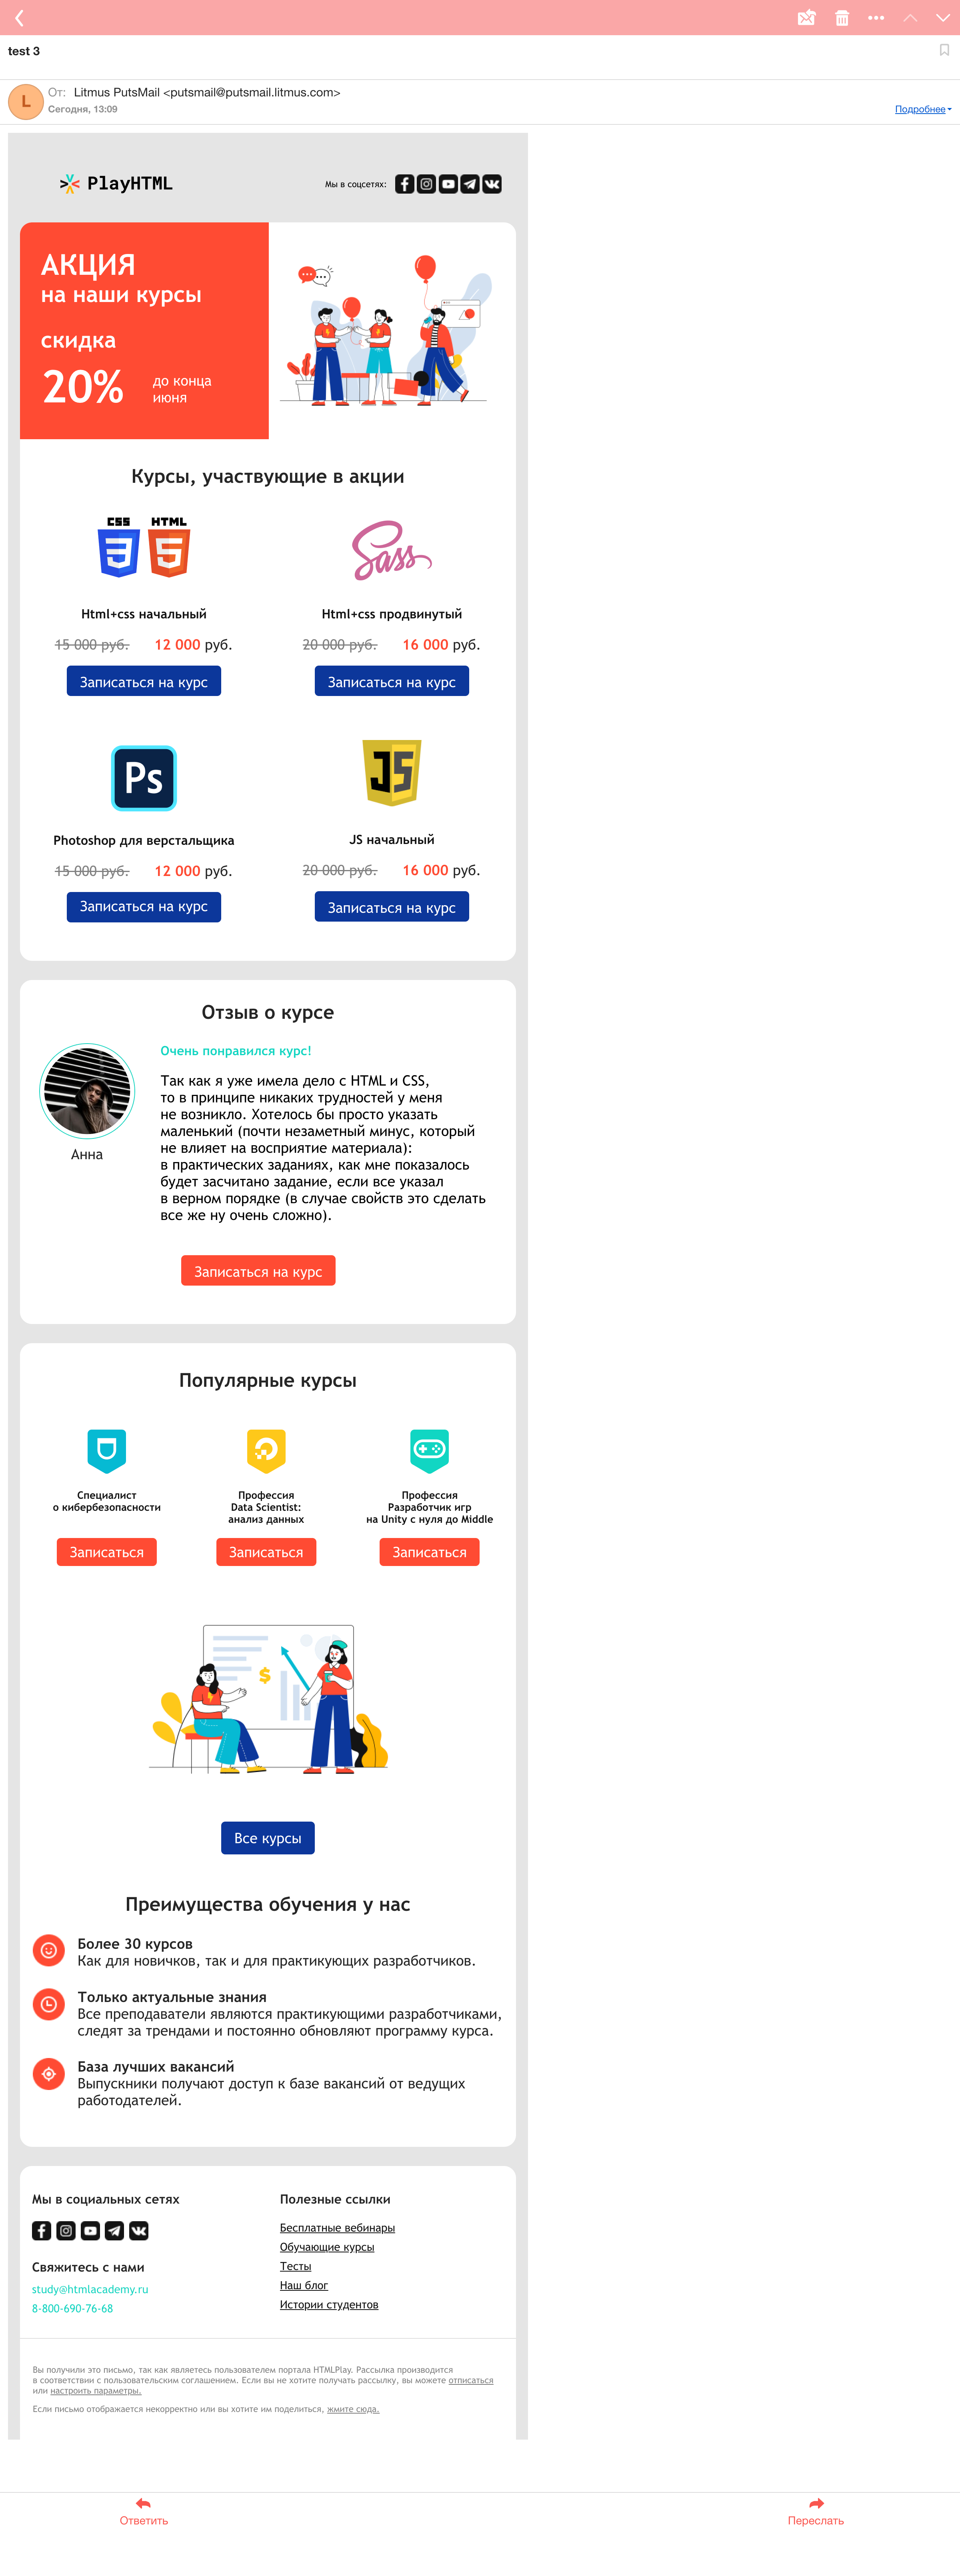 test 3
L
От: Litmus PutsMail <putsmail@putsmail.litmus.com>
Сегодня, 13:09
Подробнее
PlayHTML
Мы в соцсетях:
АКЦИЯ
на наши курсы
скидка
20%
до конца
июня
Курсы, участвующие в акции
CSS HTML
3 5
Sass
Html+css начальный
Html+css продвинутый
15 000 руб. 12 000 руб.
20 000 руб. 16 000 руб.
Записаться на курс
Записаться на курс
Ps
JS
Photoshop для верстальщика
JS начальный
15 000 руб. 12 000 руб.
20 000 руб. 16 000 руб.
Записаться на курс
Записаться на курс
Отзыв о курсе
Анна
Очень понравился курс!
Так как я уже имела дело с HTML и CSS,
то в принципе никаких трудностей у меня
не возникло. Хотелось бы просто указать
маленький (почти незаметный минус, который
не влияет на восприятие материала):
в практических заданиях, как мне показалось
будет засчитано задание, если все указал
в верном порядке (в случае свойств это сделать
все же ну очень сложно).
Записаться на курс
Популярные курсы
Специалист
о кибербезопасности
Профессия
Data Scientist:
анализ данных
Профессия
Разработчик игр
на Unity с нуля до Middle
Записаться
Записаться
Записаться
$
Все курсы
Преимущества обучения у нас
Более 30 курсов
Как для новичков, так и для практикующих разработчиков.
Только актуальные знания
Все преподаватели являются практикующими разработчиками,
следят за трендами и постоянно обновляют программу курса.
База лучших вакансий
Выпускники получают доступ к базе вакансий от ведущих
работодателей.
Мы в социальных сетях
Свяжитесь с нами
study@htmlacademy.ru
8-800-690-76-68
Полезные ссылки
Бесплатные вебинары
Обучающие курсы
Тесты
Наш блог
Истории студентов
Вы получили это письмо, так как являетесь пользователем портала HTMLPlay. Рассылка производится
в соответствии с пользовательским соглашением. Если вы не хотите получать рассылку, вы можете отписаться
или настроить параметры.
Если письмо отображается некорректно или вы хотите им поделиться, жмите сюда.
Ответить
Переслать